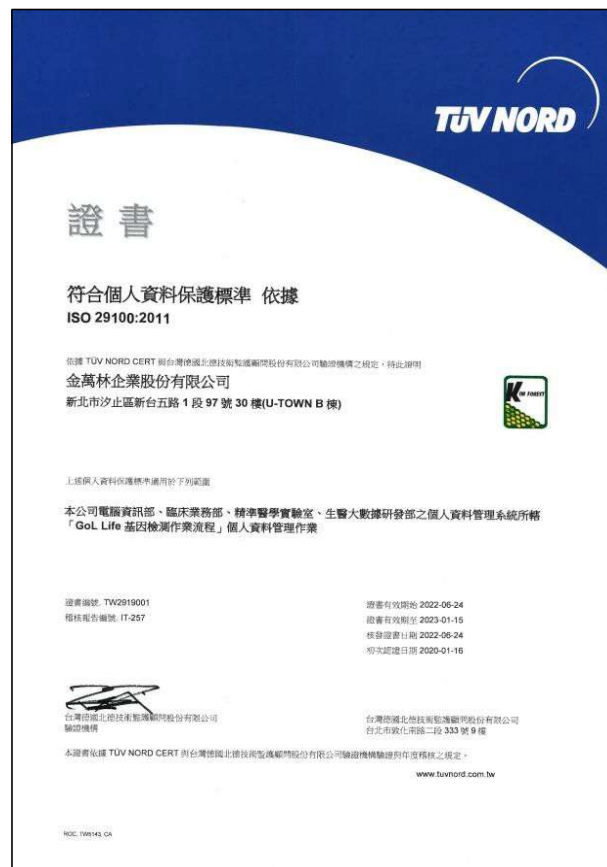 TÜV NORD
證書
符合個人資料保護標準 依據
ISO 29100:2011
依據 TÜV NORD CERT 與台灣德國北德技術監護顧問股份有限公司驗證機構之規定，特此證明
金萬林企業股份有限公司
新北市汐止區新台五路 1 段 97 號 30 樓(U-TOWN B 棟)
KIM FOREST
上述個人資料保護標準適用於下列範圍
本公司電腦資訊部、臨床業務部、精準醫學實驗室、生醫大數據研發部之個人資料管理系統所轄
「GoL Life 基因檢測作業流程」個人資料管理作業
證書編號. TW2919001
稽核報告編號. IT-257
證書有效期始 2022-06-24
證書有效期至 2023-01-15
核發證書日期 2022-06-24
初次認證日期 2020-01-16
台灣德國北德技術監護顧問股份有限公司
驗證機構
台灣德國北德技術監護顧問股份有限公司
台北市敦化南路二段 333 號 9 樓
本證書依據 TÜV NORD CERT 與台灣德國北德技術監護顧問股份有限公司驗證機構驗證與年度稽核之規定。
www.tuvnord.com.tw